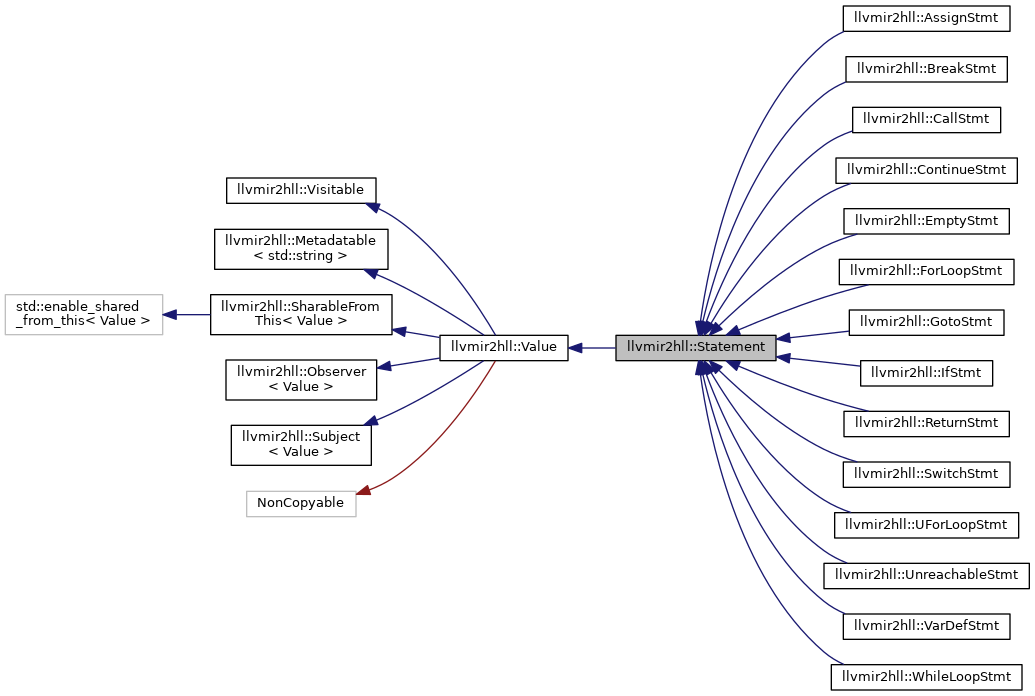 llvmir2hll::Visitable
llvmir2hll::Metadatable
< std::string >
std::enable_shared
_from_this< Value >
llvmir2hll::SharableFrom
This< Value >
llvmir2hll::Observer
< Value >
llvmir2hll::Subject
< Value >
NonCopyable
llvmir2hll::Value
llvmir2hll::Statement
llvmir2hll::AssignStmt
llvmir2hll::BreakStmt
llvmir2hll::CallStmt
llvmir2hll::ContinueStmt
llvmir2hll::EmptyStmt
llvmir2hll::ForLoopStmt
llvmir2hll::GotoStmt
llvmir2hll::IfStmt
llvmir2hll::ReturnStmt
llvmir2hll::SwitchStmt
llvmir2hll::UForLoopStmt
llvmir2hll::UnreachableStmt
llvmir2hll::VarDefStmt
llvmir2hll::WhileLoopStmt